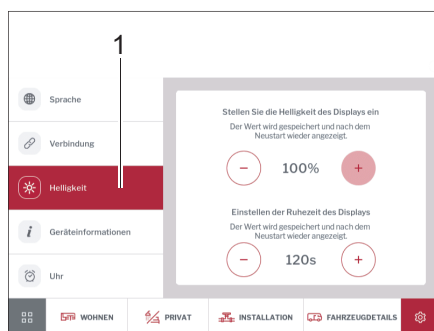 1
Sprache
Verbindung
Helligkeit
Geräteinformationen
Uhr
Stellen Sie die Helligkeit des Displays ein
Der Wert wird gespeichert und nach dem
Neustart wieder angezeigt.
− 100% +
Einstellen der Ruhezeit des Displays
Der Wert wird gespeichert und nach dem
Neustart wieder angezeigt.
− 120s +
WOHNEN PRIVAT INSTALLATION FAHRZEUGDETAILS